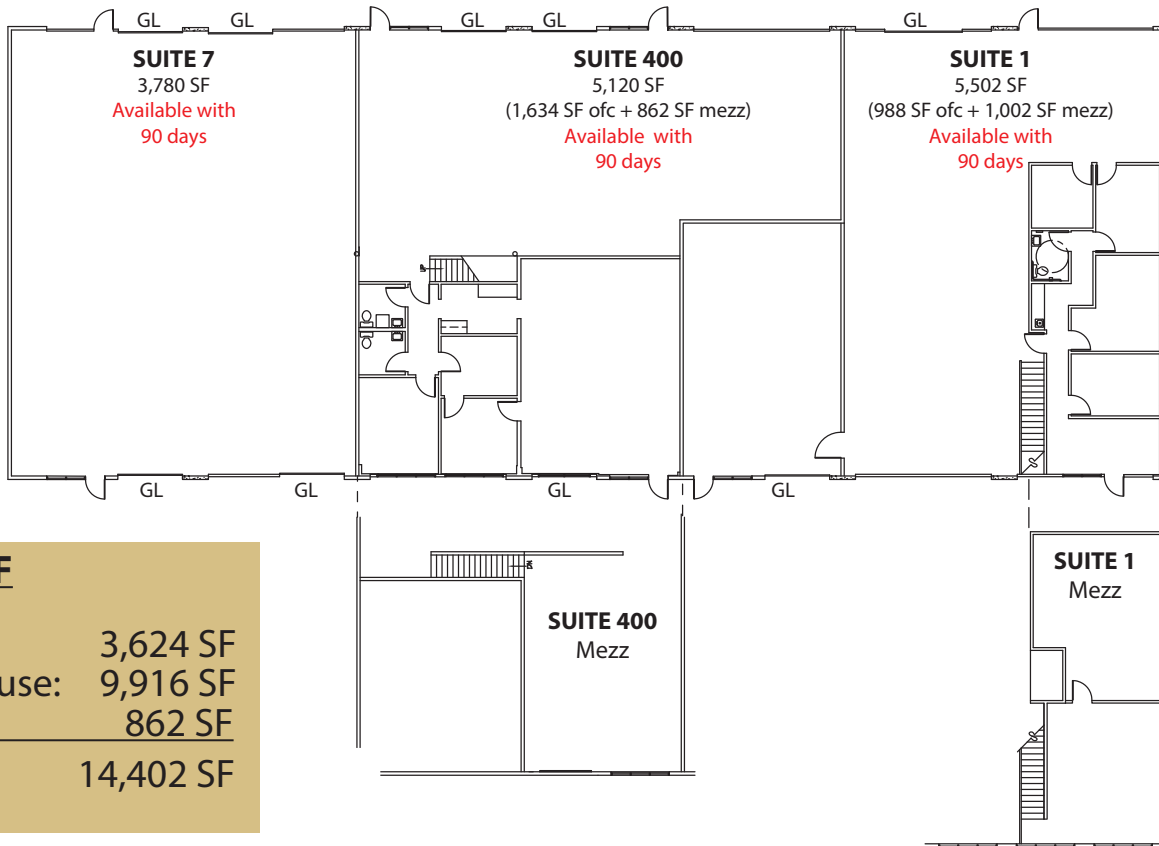 GL
GL
GL
GL
GL
SUITE 7
3,780 SF
Available with
90 days
SUITE 400
5,120 SF
(1,634 SF ofc + 862 SF mezz)
Available with
90 days
SUITE 1
5,502 SF
(988 SF ofc + 1,002 SF mezz)
Available with
90 days
GL
GL
GL
GL
SUITE 400
Mezz
SUITE 1
Mezz
F
3,624 SF
use: 9,916 SF
862 SF
14,402 SF